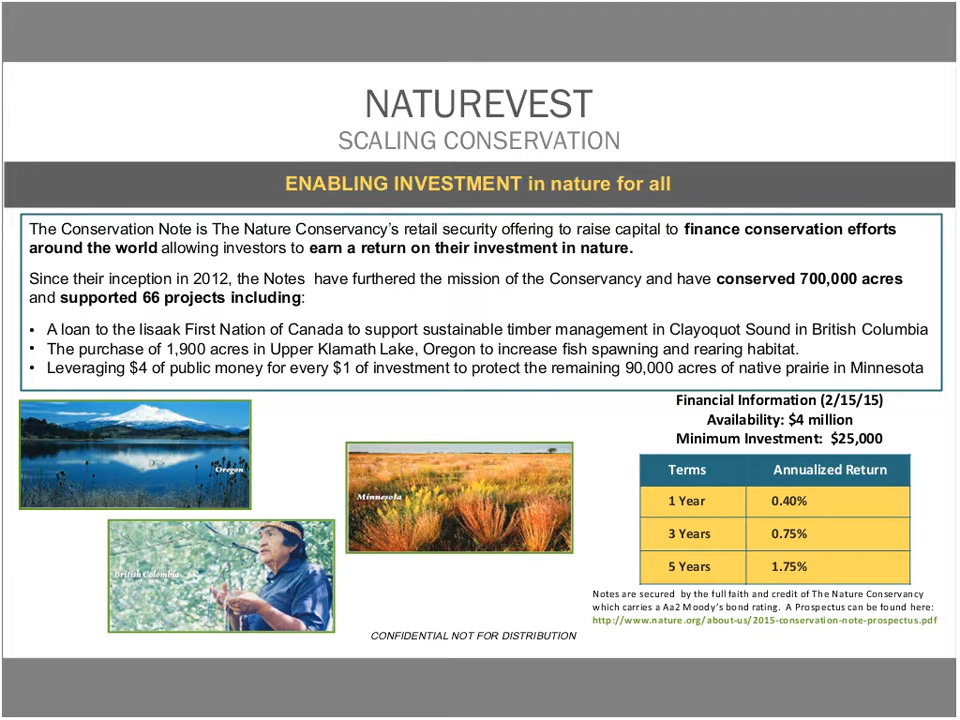 NATUREVEST
SCALING CONSERVATION
ENABLING INVESTMENT in nature for all
The Conservation Note is The Nature Conservancy's retail security offering to raise capital to finance conservation efforts
around the world allowing investors to earn a return on their investment in nature.
Since their inception in 2012, the Notes have furthered the mission of the Conservancy and have conserved 700,000 acres
and supported 66 projects including:
• A loan to the Iisaak First Nation of Canada to support sustainable timber management in Clayoquot Sound in British Columbia
• The purchase of 1,900 acres in Upper Klamath Lake, Oregon to increase fish spawning and rearing habitat.
• Leveraging $4 of public money for every $1 of investment to protect the remaining 90,000 acres of native prairie in Minnesota
Oregon
Minnesota
British Colombia
Financial Information (2/15/15)
Availability: $4 million
Minimum Investment: $25,000
Terms Annualized Return
1 Year 0.40%
3 Years 0.75%
5 Years 1.75%
Notes are secured by the full faith and credit of The Nature Conservancy
which carries a Aa2 Moody's bond rating. A Prospectus can be found here:
http://www.nature.org/about-us/2015-conservation-note-prospectus.pdf
CONFIDENTIAL NOT FOR DISTRIBUTION